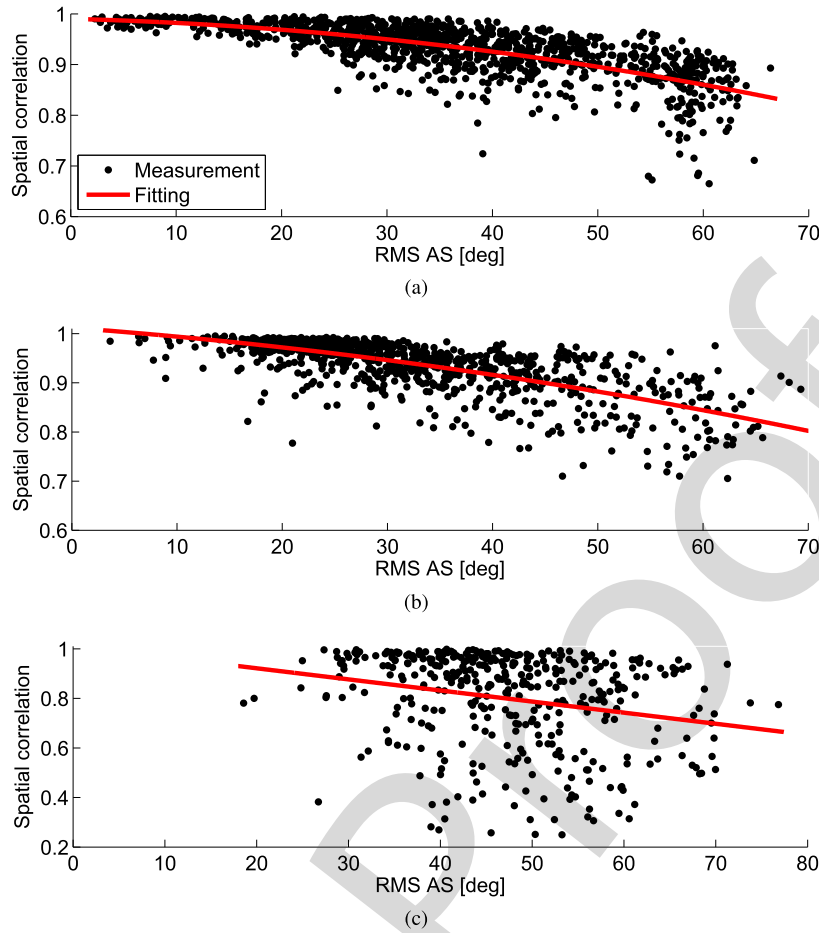 1
0.9
0.8
0.7
0.6
Spatial correlation
Measurement
Fitting
0 10 20 30 40 50 60 70
RMS AS [deg]
(a)
1
0.9
0.8
0.7
0.6
Spatial correlation
0 10 20 30 40 50 60 70
RMS AS [deg]
(b)
1
0.8
0.6
0.4
0.2
Spatial correlation
0 10 20 30 40 50 60 70 80
RMS AS [deg]
(c)
Proof